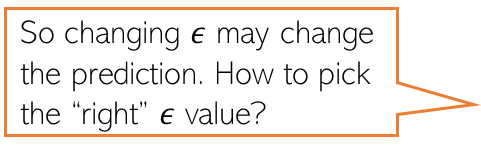 So changing ϵ may change
the prediction. How to pick
the “right” ϵ value?